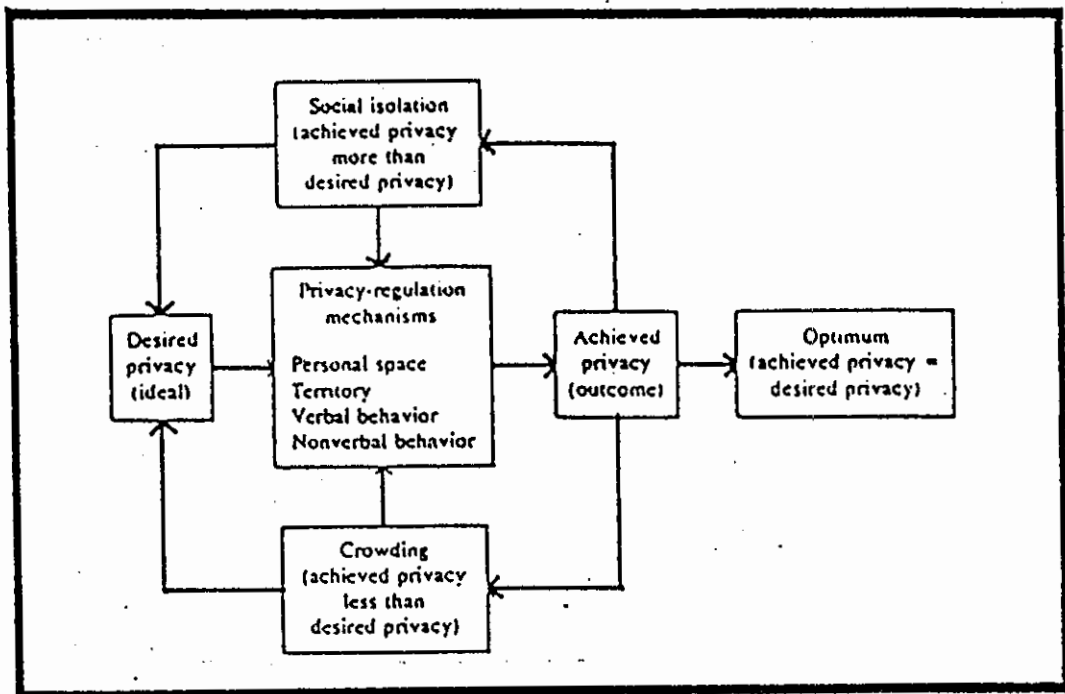 Social isolation
(achieved privacy
more than
desired privacy)
Privacy-regulation
mechanisms
Personal space
Territory
Verbal behavior
Nonverbal behavior
Desired
privacy
(ideal)
Achieved
privacy
(outcome)
Optimum
(achieved privacy =
desired privacy)
Crowding
(achieved privacy
less than
desired privacy)